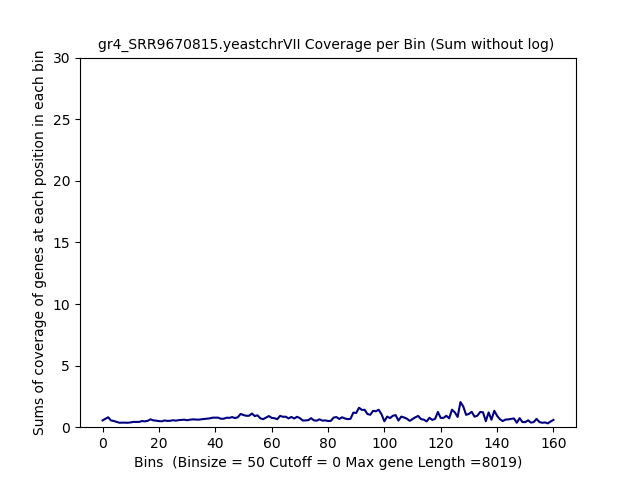 gr4_SRR9670815.yeastchrVII Coverage per Bin (Sum without log)
Sums of coverage of genes at each position in each bin
30
25
20
15
10
5
0
0 20 40 60 80 100 120 140 160
Bins  (Binsize = 50 Cutoff = 0 Max gene Length =8019)